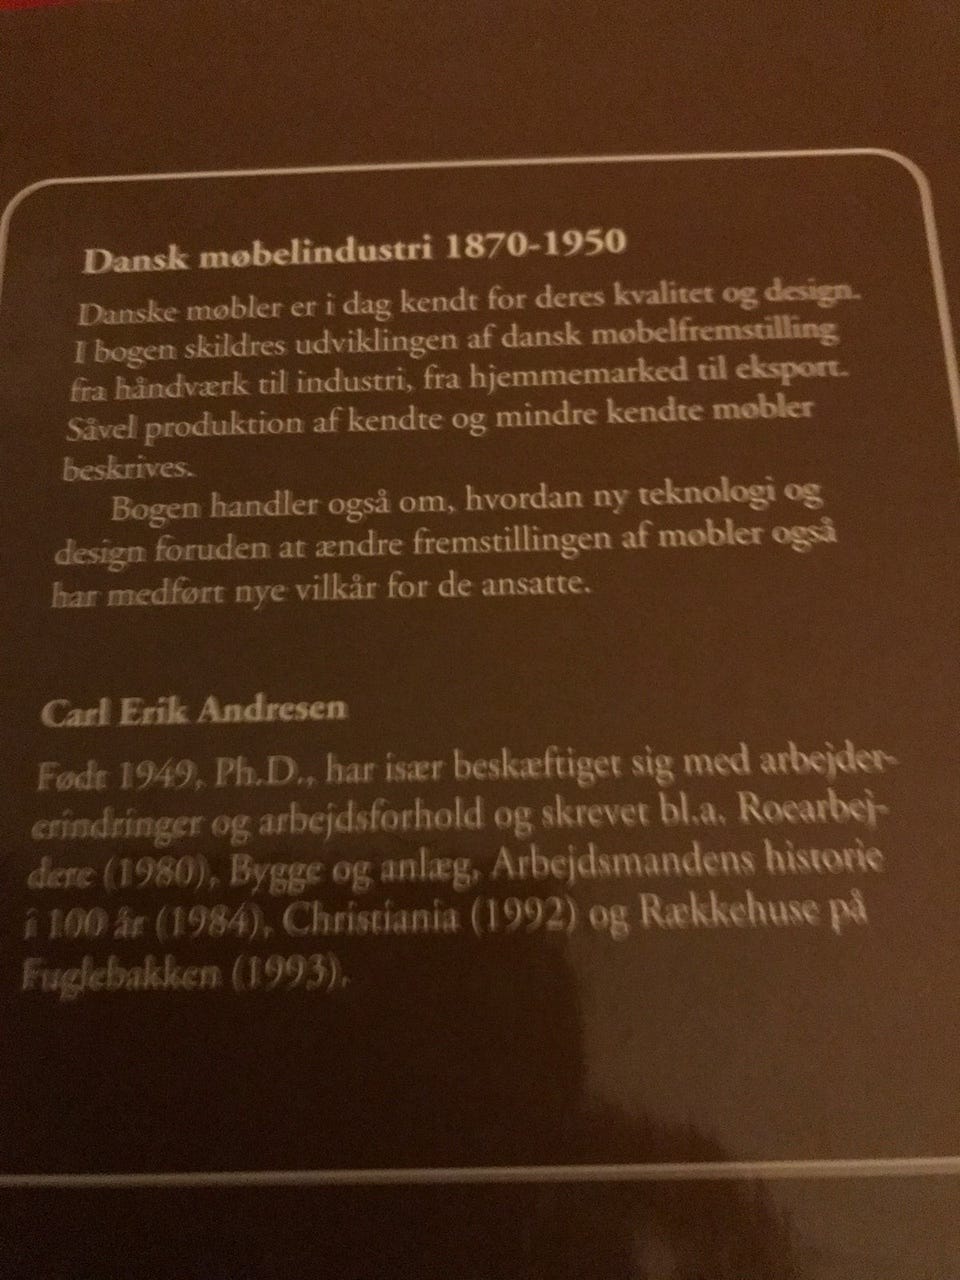 Dansk møbelindustri 1870-1950
Danske møbler er i dag kendt for deres kvalitet og design.
I bogen skildres udviklingen af dansk møbelfremstilling
fra håndværk til industri, fra hjemmemarked til eksport.
Såvel produktion af kendte og mindre kendte møbler
beskrives.
Bogen handler også om, hvordan ny teknologi og
design foruden at ændre fremstillingen af møbler også
har medført nye vilkår for de ansatte.
Carl Erik Andresen
Født 1949, Ph.D., har især beskæftiget sig med arbejder-
erindringer og arbejdsforhold og skrevet bl.a. Roearbej-
dere (1980), Bygge og anlæg, Arbejdsmandens historie
i 100 år (1984), Christiania (1992) og Rækkehuse på
Fuglebakken (1993).